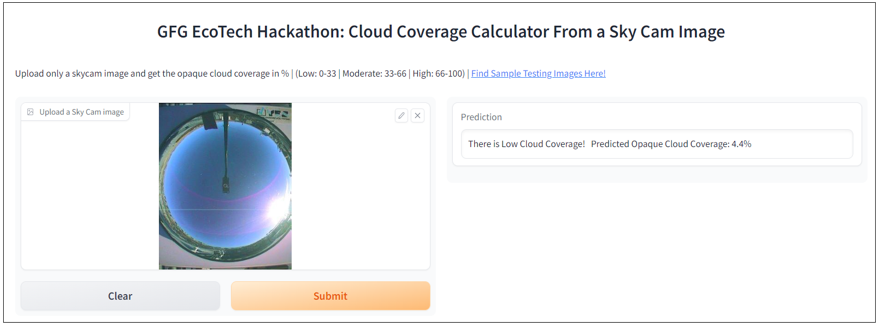 GFG EcoTech Hackathon: Cloud Coverage Calculator From a Sky Cam Image
Upload only a skycam image and get the opaque cloud coverage in % | (Low: 0-33 | Moderate: 33-66 | High: 66-100) | Find Sample Testing Images Here!
Upload a Sky Cam image
Prediction
There is Low Cloud Coverage! Predicted Opaque Cloud Coverage: 4.4%
Clear
Submit